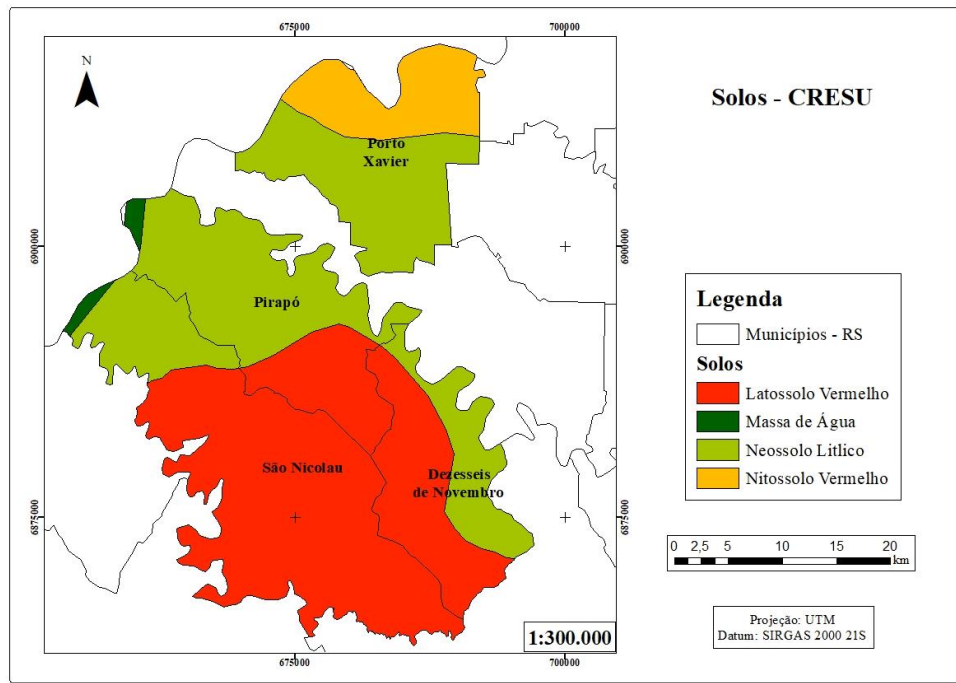 675000
700000
N
Solos - CRESU
Porto
Xavier
6900000
6900000
Pirapó
Legenda
Municípios - RS
Solos
Latossolo Vermelho
Massa de Água
Neossolo Litlíco
Nitossolo Vermelho
São Nicolau
Dezesseis
de Novembro
6875000
6875000
0 2,5 5 10 15 20
km
Projeção: UTM
Datum: SIRGAS 2000 21S
1:300.000
675000
700000